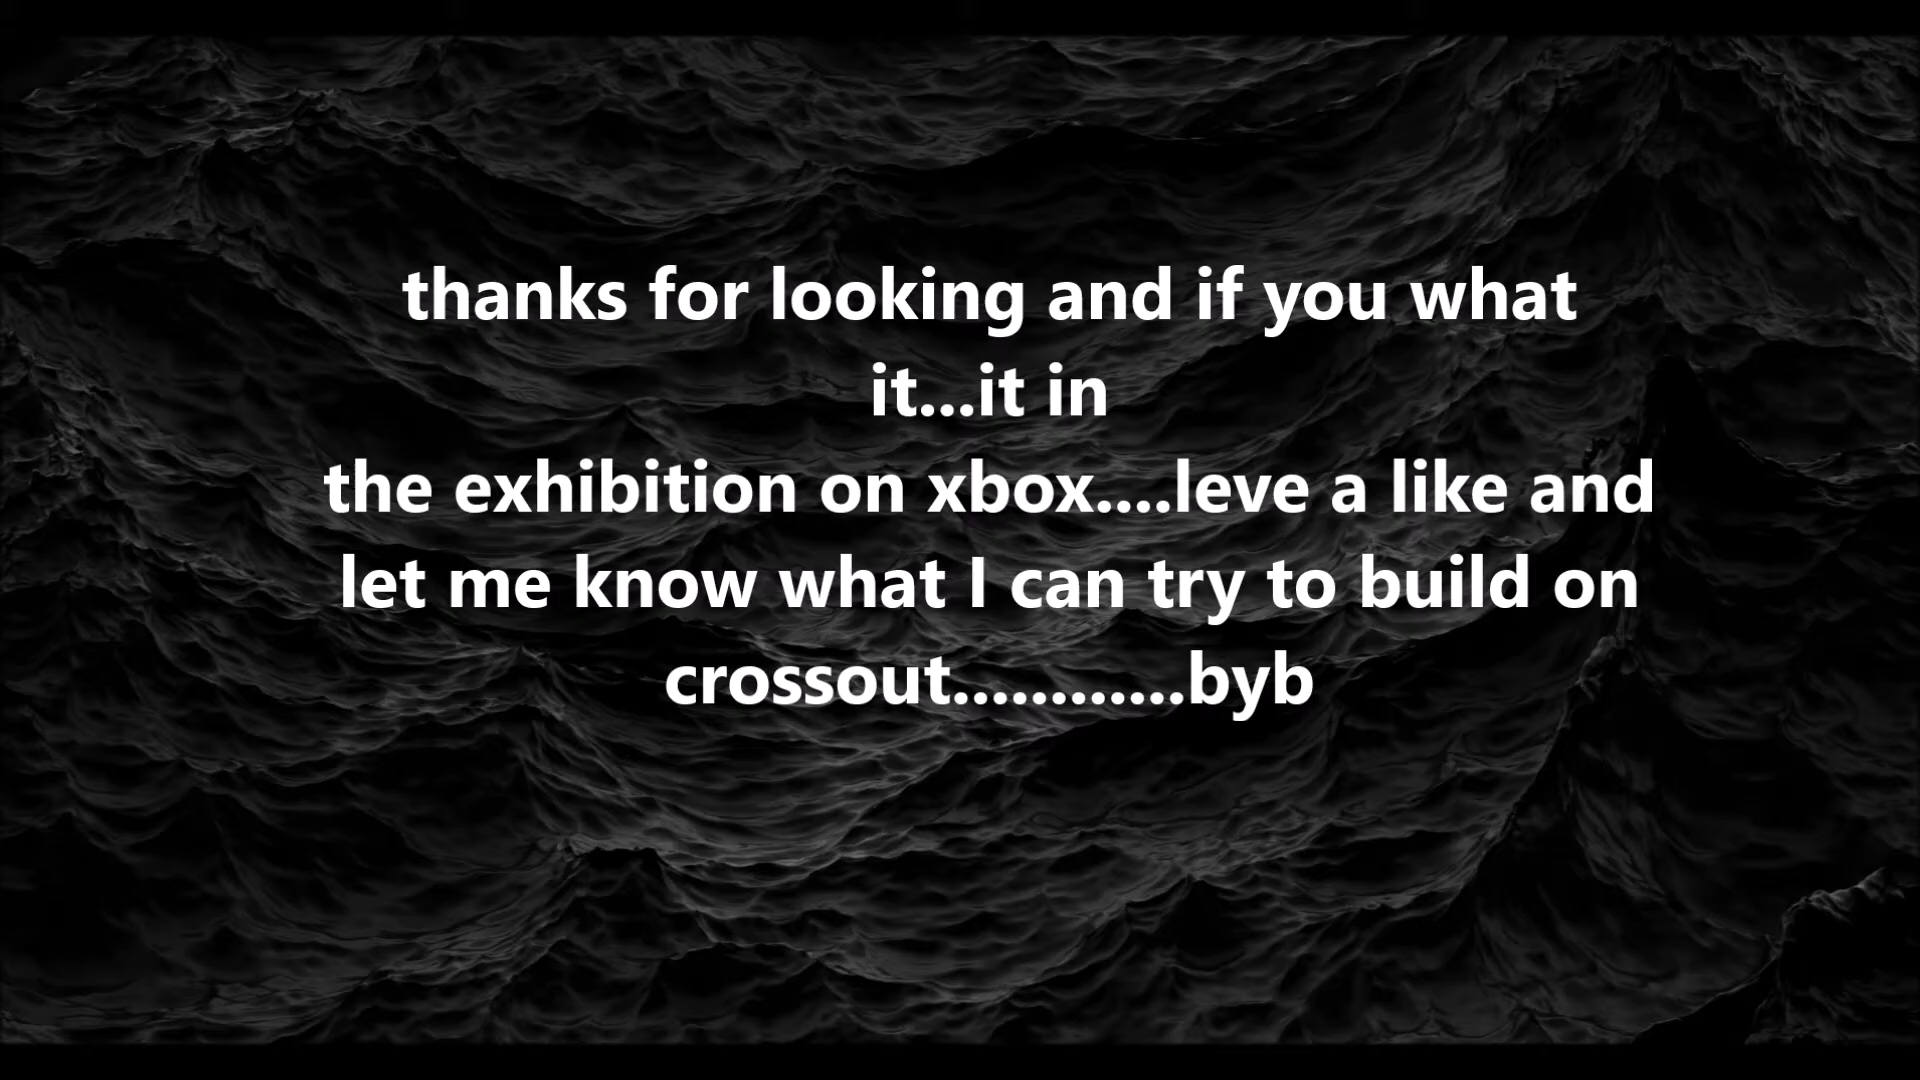 thanks for looking and if you what
it...it in
the exhibition on xbox....leve a like and
let me know what I can try to build on
crossout............byb